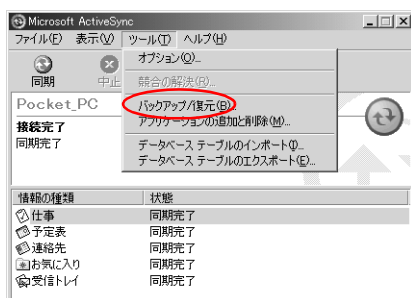 Microsoft ActiveSync
ファイル(F) 表示(V) ツール(T) ヘルプ(H)
オプション(O)...
同期 中止 競合の解決(R)...
Pocket_PC バックアップ/復元(B)...
アプリケーションの追加と削除(M)...
接続完了
同期完了
データベース テーブルのインポート(I)...
データベース テーブルのエクスポート(E)...
情報の種類 状態
仕事 同期完了
予定表 同期完了
連絡先 同期完了
お気に入り 同期完了
受信トレイ 同期完了